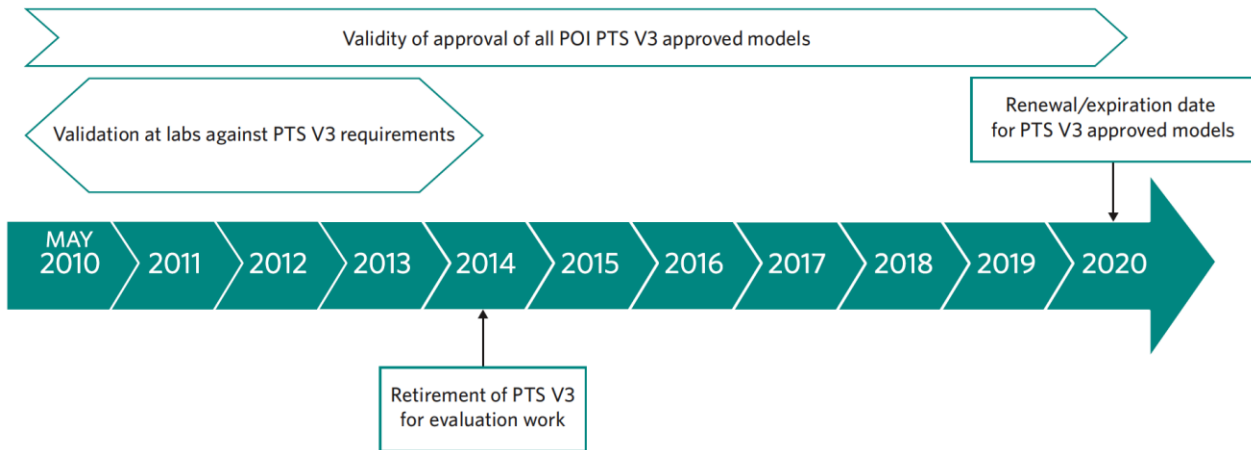 Validity of approval of all POI PTS V3 approved models
Validation at labs against PTS V3 requirements
Renewal/expiration date
for PTS V3 approved models
MAY
2010
2011
2012
2013
2014
2015
2016
2017
2018
2019
2020
Retirement of PTS V3
for evaluation work